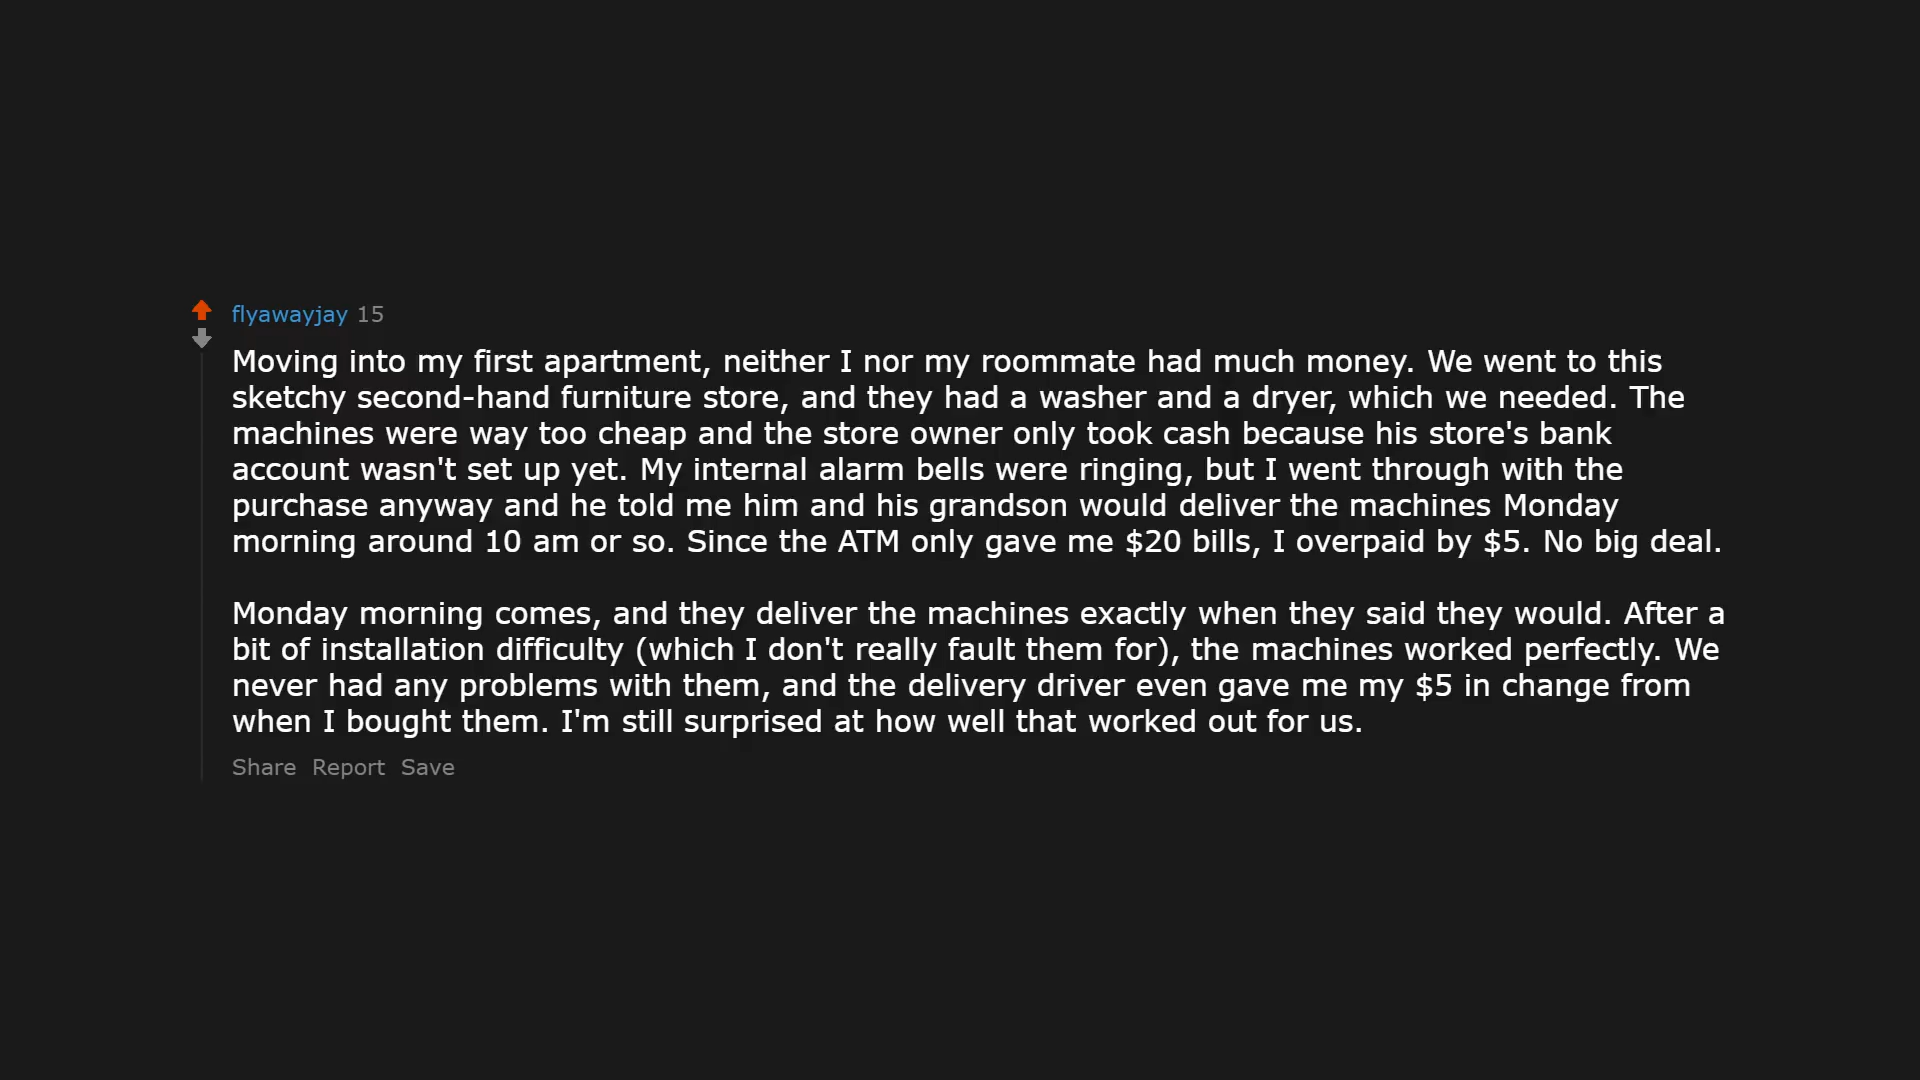 flyawayjay 15
Moving into my first apartment, neither I nor my roommate had much money. We went to this
sketchy second-hand furniture store, and they had a washer and a dryer, which we needed. The
machines were way too cheap and the store owner only took cash because his store's bank
account wasn't set up yet. My internal alarm bells were ringing, but I went through with the
purchase anyway and he told me him and his grandson would deliver the machines Monday
morning around 10 am or so. Since the ATM only gave me $20 bills, I overpaid by $5. No big deal.
Monday morning comes, and they deliver the machines exactly when they said they would. After a
bit of installation difficulty (which I don't really fault them for), the machines worked perfectly. We
never had any problems with them, and the delivery driver even gave me my $5 in change from
when I bought them. I'm still surprised at how well that worked out for us.
Share Report Save